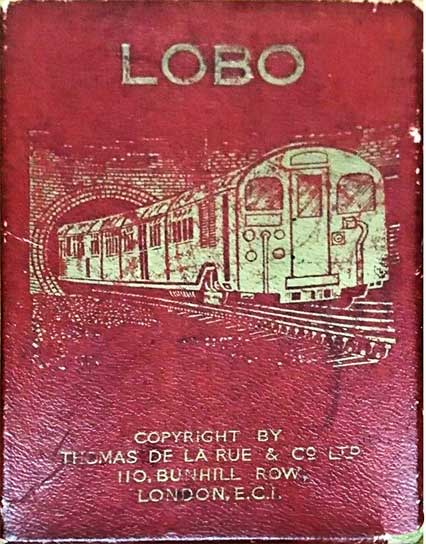 LOBO
COPYRIGHT BY
THOMAS DE LA RUE & CO LTD
110, BUNHILL ROW,
LONDON, E.C.1.